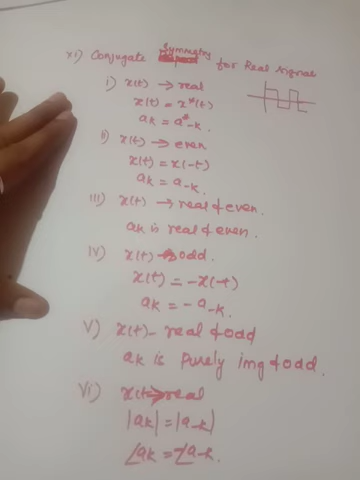 xi) Conjugate Symmetry for Real Signal
i) x(t) → real
x(t) = x*(t)
ak = a*-k.
ii) x(t) → even
x(t) = x(-t)
ak = a-k.
iii) x(t) → real & even.
ak is real & even.
iv) x(t) → odd.
x(t) = -x(-t)
ak = -a-k.
v) x(t) - real & odd
ak is purely img & odd.
vi) x(t) → real
|ak| = |a-k|
∠ak = -∠a-k.